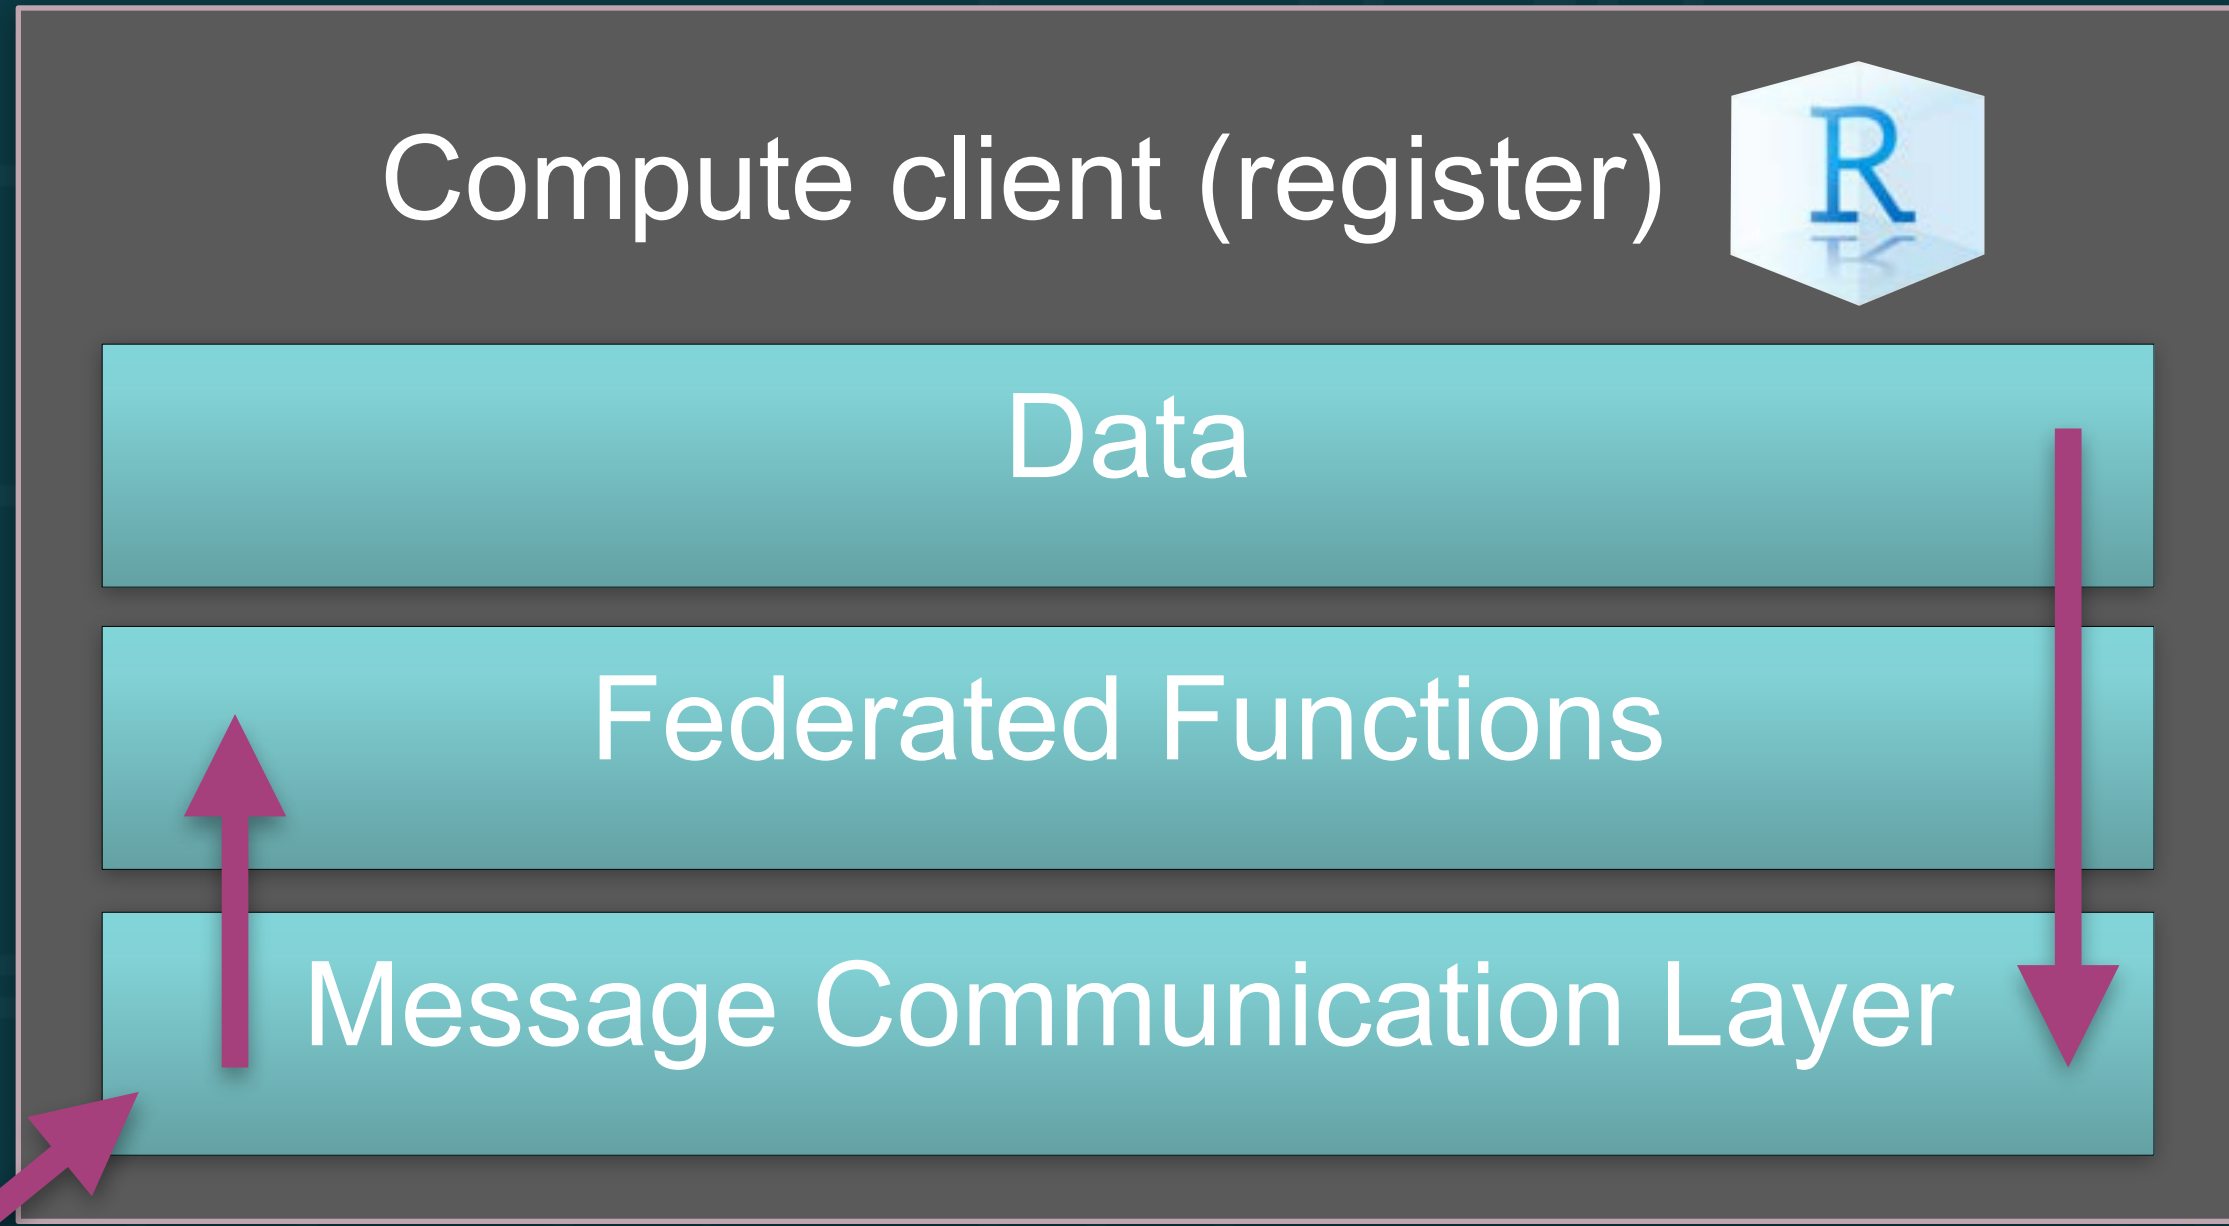 Compute client (register)
R
Data
Federated Functions
Message Communication Layer